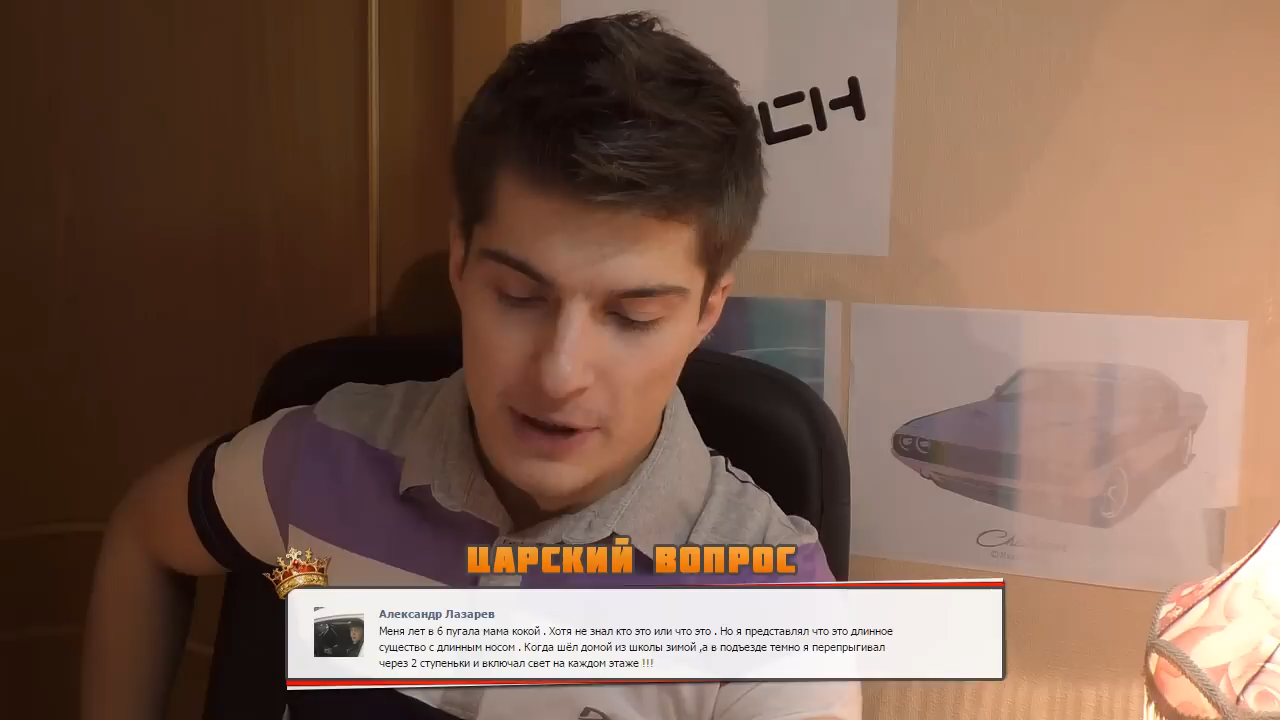 CH
ЦАРСКИЙ ВОПРОС
Александр Лазарев
Меня лет в 6 пугала мама кокой . Хотя не знал кто это или что это . Но я представлял что это длинное
существо с длинным носом . Когда шёл домой из школы зимой ,а в подъезде темно я перепрыгивал
через 2 ступеньки и включал свет на каждом этаже !!!